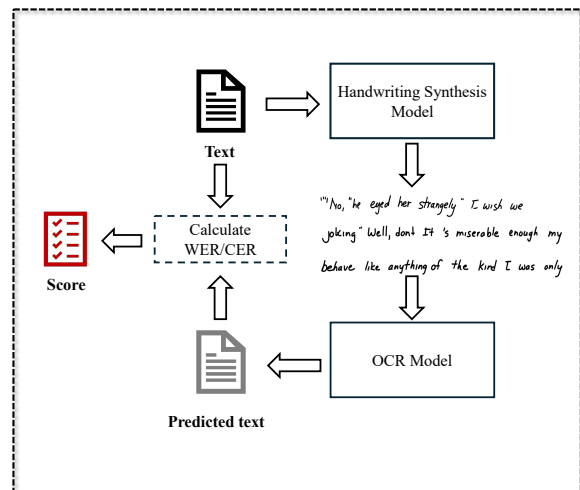 Handwriting Synthesis
Model
Text
"'No, "he eyed her strangely" I wish we
joking" Well, dont It 's miserable enough my
behave like anything of the kind I was only
Calculate
WER/CER
Score
OCR Model
Predicted text